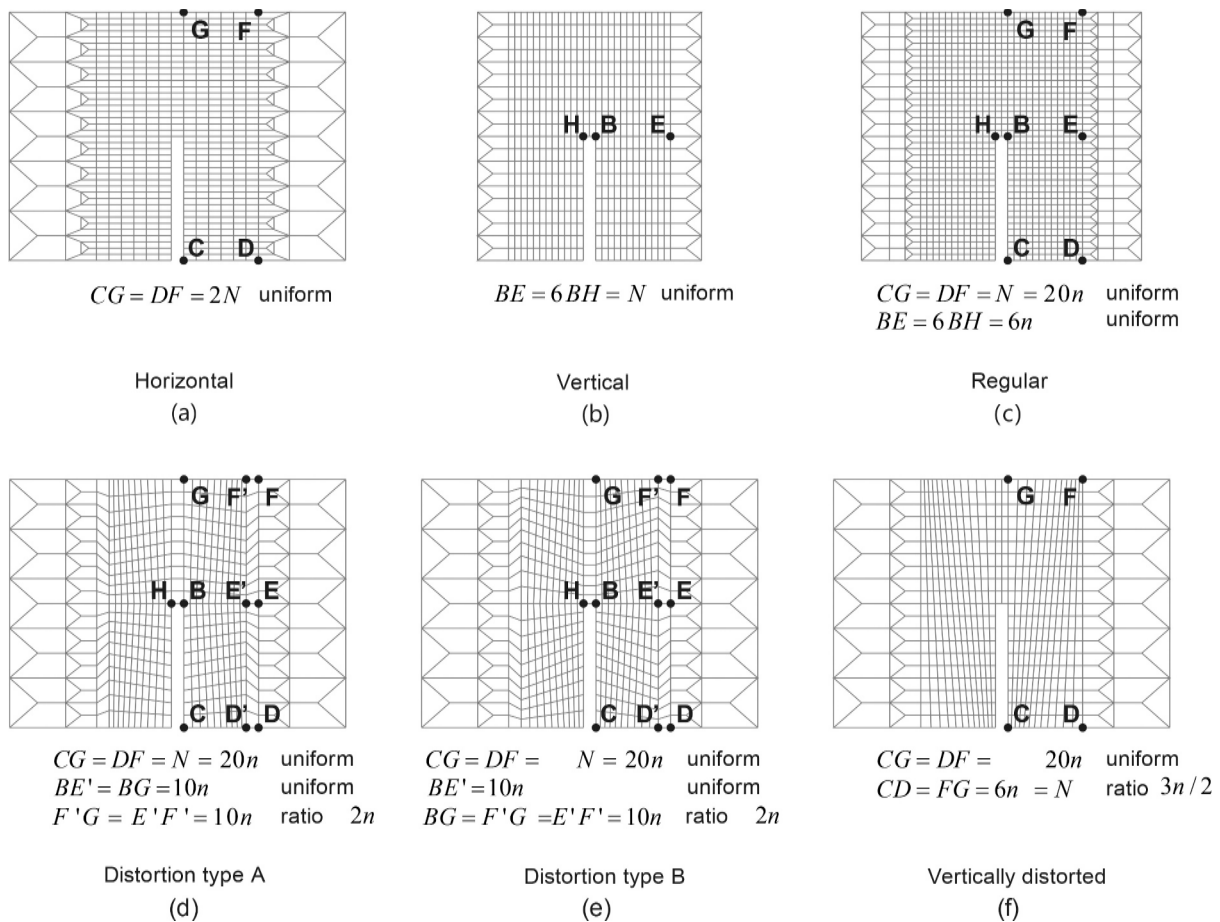 G F
C D
CG = DF = 2N uniform
Horizontal
(a)
H B E
BE = 6 BH = N uniform
Vertical
(b)
G F
H B E
C D
CG = DF = N = 20n uniform
BE = 6 BH = 6n uniform
Regular
(c)
G F' F
H B E' E
C D' D
CG = DF = N = 20n uniform
BE' = BG = 10n uniform
F'G = E'F' = 10n ratio 2n
Distortion type A
(d)
G F' F
H B E' E
C D' D
CG = DF = N = 20n uniform
BE' = 10n uniform
BG = F'G = E'F' = 10n ratio 2n
Distortion type B
(e)
G F
C D
CG = DF = 20n uniform
CD = FG = 6n = N ratio 3n/2
Vertically distorted
(f)